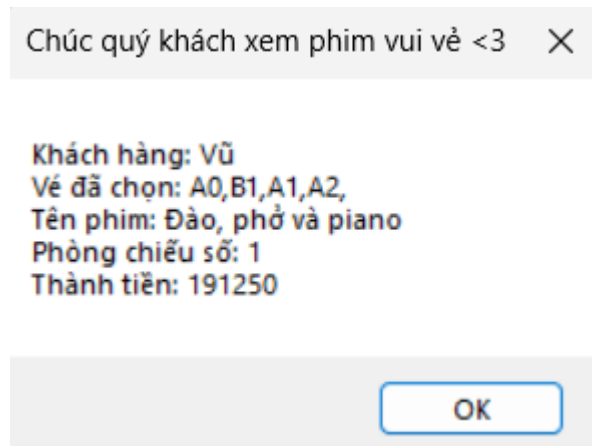 Chúc quý khách xem phim vui vẻ <3
Khách hàng: Vũ
Vé đã chọn: A0,B1,A1,A2,
Tên phim: Đào, phở và piano
Phòng chiếu số: 1
Thành tiền: 191250
OK